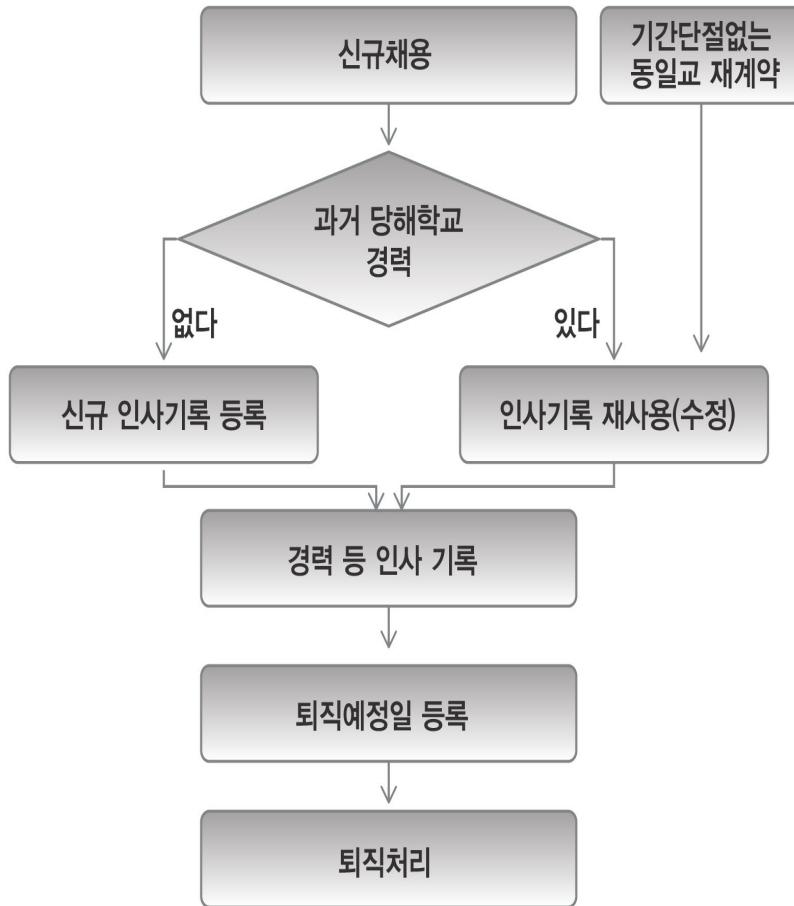 신규채용
기간단절없는
동일교 재계약
과거 당해학교
경력
없다
있다
신규 인사기록 등록
인사기록 재사용(수정)
경력 등 인사 기록
퇴직예정일 등록
퇴직처리